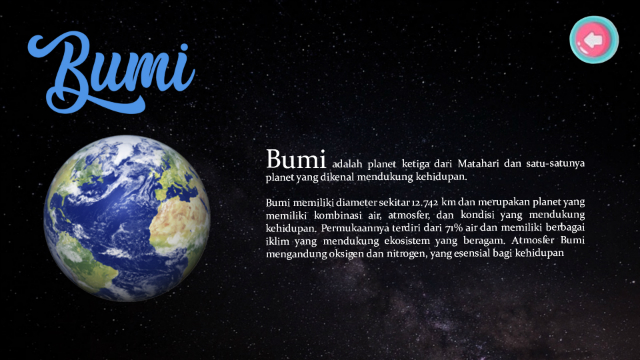 Bumi
Bumi adalah planet ketiga dari Matahari dan satu-satunya
planet yang dikenal mendukung kehidupan.
Bumi memiliki diameter sekitar 12.742 km dan merupakan planet yang
memiliki kombinasi air, atmosfer, dan kondisi yang mendukung
kehidupan. Permukaannya terdiri dari 71% air dan memiliki berbagai
iklim yang mendukung ekosistem yang beragam. Atmosfer Bumi
mengandung oksigen dan nitrogen, yang esensial bagi kehidupan